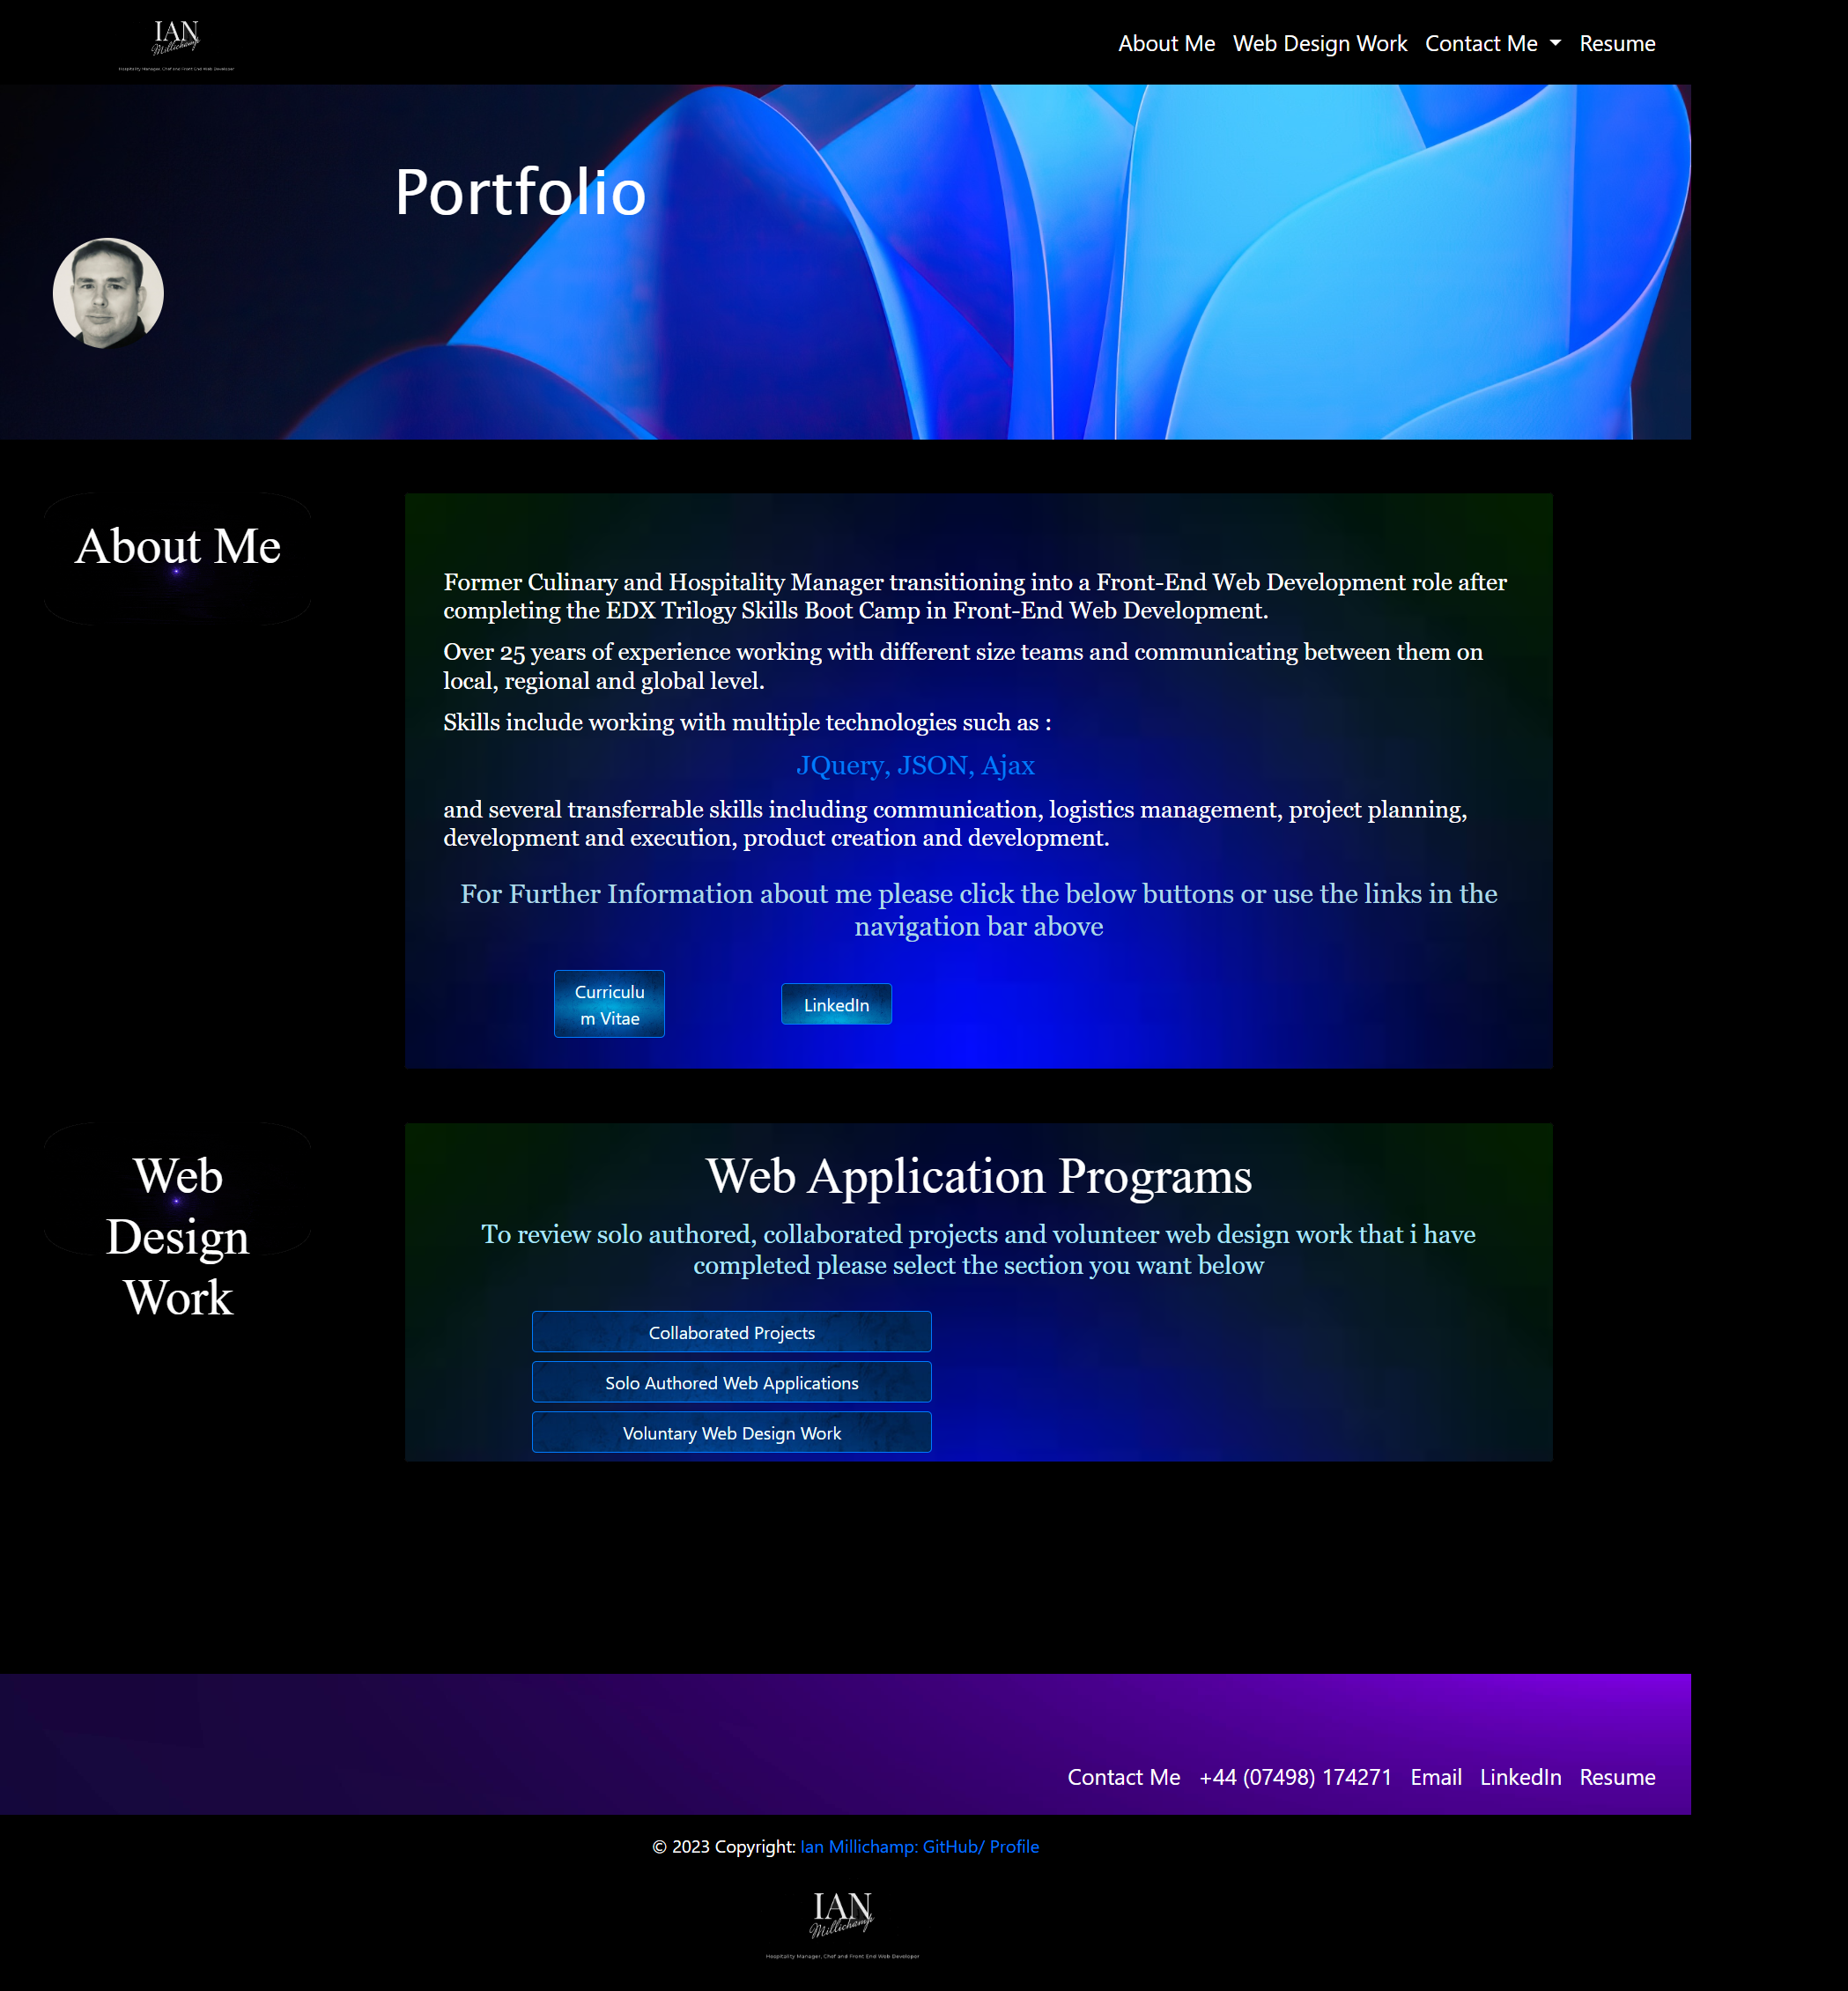 IAN
Millichamp
Hospitality Manager, Chef and Front End Web Developer
About Me Web Design Work Contact Me Resume
Portfolio
About Me
Former Culinary and Hospitality Manager transitioning into a Front-End Web Development role after
completing the EDX Trilogy Skills Boot Camp in Front-End Web Development.
Over 25 years of experience working with different size teams and communicating between them on
local, regional and global level.
Skills include working with multiple technologies such as :
JQuery, JSON, Ajax
and several transferrable skills including communication, logistics management, project planning,
development and execution, product creation and development.
For Further Information about me please click the below buttons or use the links in the
navigation bar above
Curriculu
m Vitae
LinkedIn
Web
Design
Work
Web Application Programs
To review solo authored, collaborated projects and volunteer web design work that i have
completed please select the section you want below
Collaborated Projects
Solo Authored Web Applications
Voluntary Web Design Work
Contact Me +44 (07498) 174271 Email LinkedIn Resume
© 2023 Copyright: Ian Millichamp: GitHub/ Profile
IAN
Millichamp
Hospitality Manager, Chef and Front End Web Developer